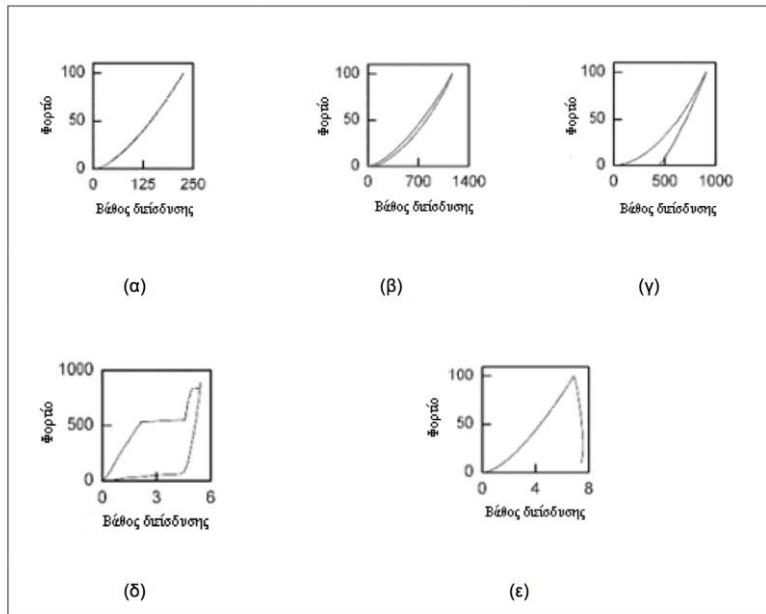 Φορτίο
100
50
0
0 125 250
Βάθος διείσδυσης
(α)
Φορτίο
100
50
0
0 700 1400
Βάθος διείσδυσης
(β)
Φορτίο
100
50
0
0 500 1000
Βάθος διείσδυσης
(γ)
Φορτίο
1000
500
0
0 3 6
Βάθος διείσδυσης
(δ)
Φορτίο
100
50
0
0 4 8
Βάθος διείσδυσης
(ε)